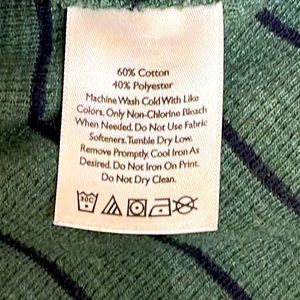 60% Cotton
40% Polyester
Machine Wash Cold With Like
Colors. Only Non-Chlorine Bleach
When Needed. Do Not Use Fabric
Softeners. Tumble Dry Low.
Remove Promptly. Cool Iron As
Desired. Do Not Iron On Print.
Do Not Dry Clean.
30C